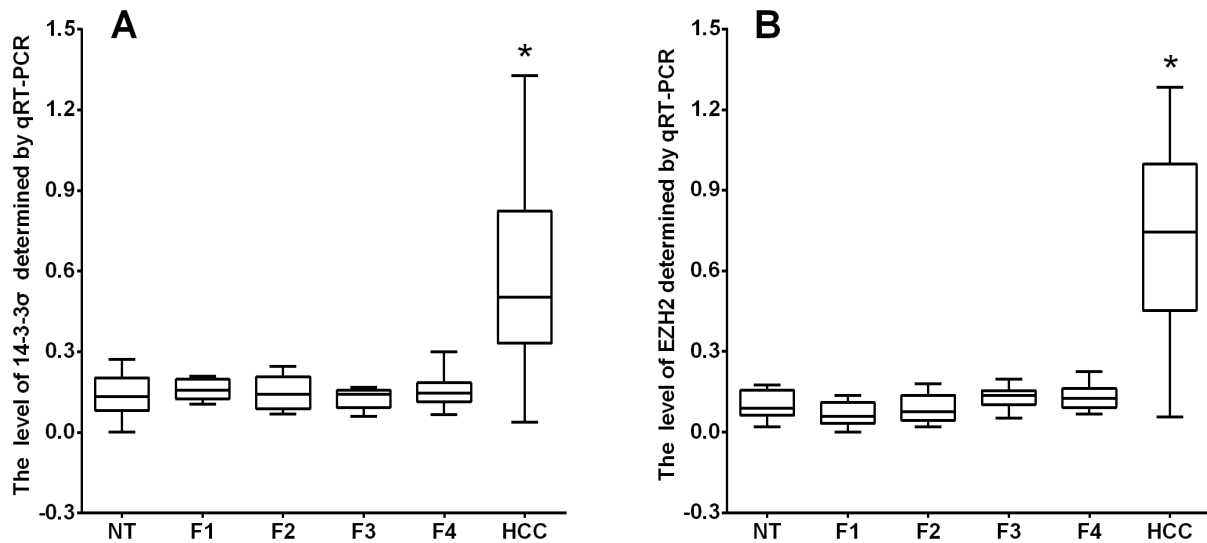 A
The level of 14-3-3σ determined by qRT-PCR
1.5
1.2
0.9
0.6
0.3
0.0
-0.3
*
NT F1 F2 F3 F4 HCC
B
The level of EZH2 determined by qRT-PCR
1.5
1.2
0.9
0.6
0.3
0.0
-0.3
*
NT F1 F2 F3 F4 HCC